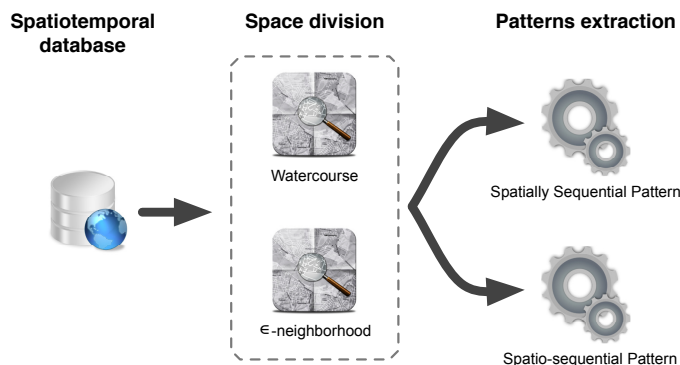 Spatiotemporal
database
Space division
Patterns extraction
Watercourse
∊-neighborhood
Spatially Sequential Pattern
Spatio-sequential Pattern